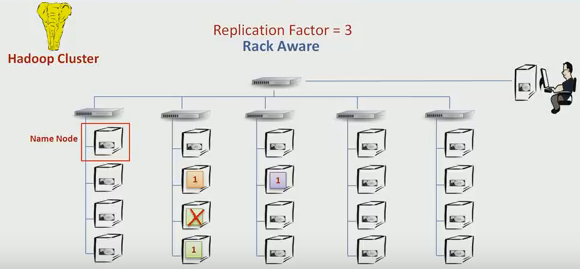 Replication Factor = 3
Rack Aware
Hadoop Cluster
Name Node
1
1
X
1